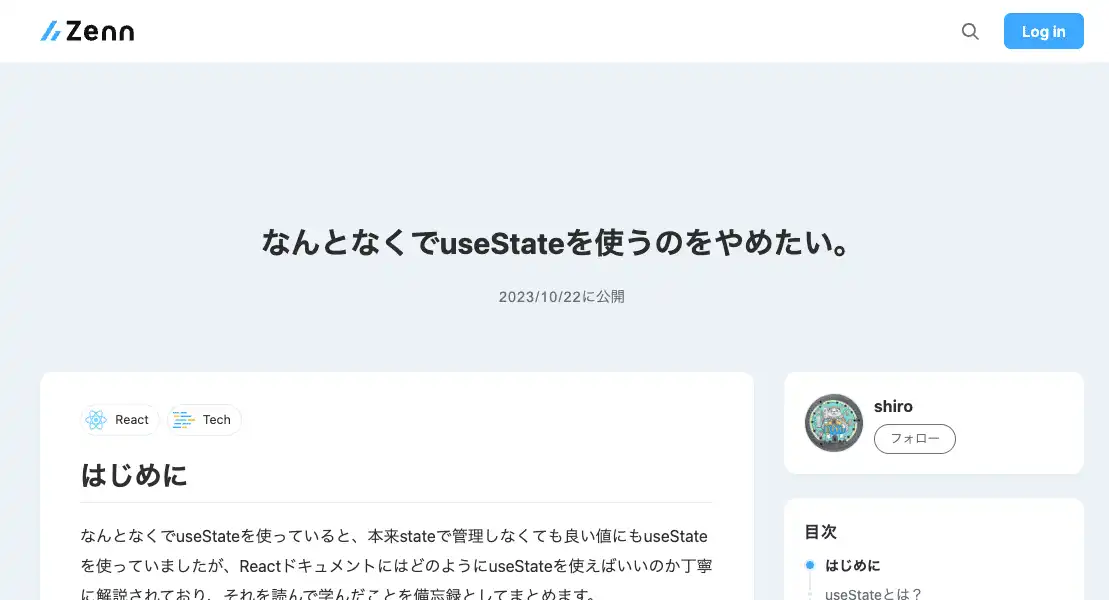 Zenn
Log in
なんとなくでuseStateを使うのをやめたい。
2023/10/22に公開
React
Tech
はじめに
なんとなくでuseStateを使っていると、本来stateで管理しなくても良い値にもuseState
を使っていましたが、ReactドキュメントにはどのようにuseStateを使えばいいのか丁寧
に解説されており、それを読んで学んだことを備忘録としてまとめます。
shiro
フォロー
目次
はじめに
useStateとは？